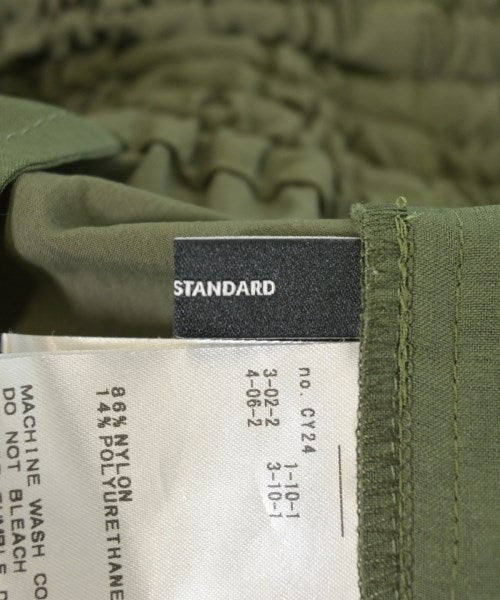 STANDARD
no. CY24
1-10-1
3-02-2
3-10-1
4-06-2
86% NYLON
14% POLYURETHANE
MACHINE WASH CO
DO NOT BLEACH